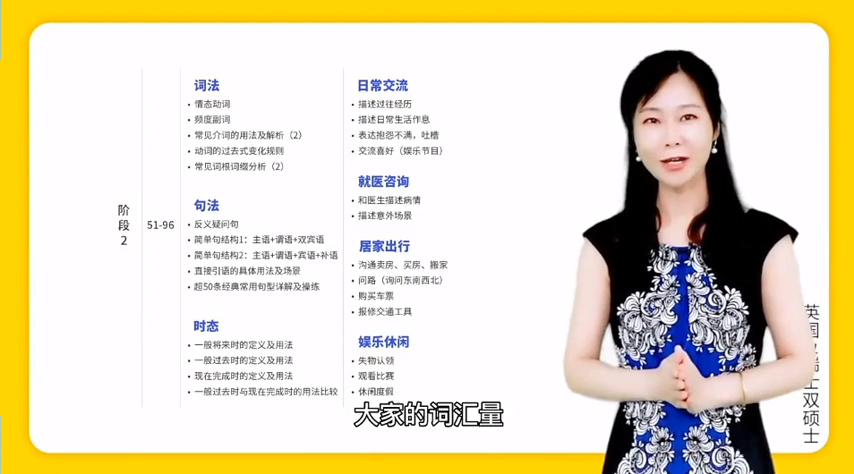 阶
段
2
51-96
词法
• 情态动词
• 频度副词
• 常见介词的用法及解析（2）
• 动词的过去式变化规则
• 常见词根词缀分析（2）
句法
• 反义疑问句
• 简单句结构1：主语+谓语+双宾语
• 简单句结构2：主语+谓语+宾语+补语
• 直接引语的具体用法及场景
• 超50条经典常用句型详解及操练
时态
• 一般将来时的定义及用法
• 一般过去时的定义及用法
• 现在完成时的定义及用法
• 一般过去时与现在完成时的用法比较
日常交流
• 描述过往经历
• 描述日常生活作息
• 表达抱怨不满，吐槽
• 交流喜好（娱乐节目）
就医咨询
• 和医生描述病情
• 描述意外场景
居家出行
• 沟通卖房、买房、搬家
• 问路（询问东南西北）
• 购买车票
• 报修交通工具
娱乐休闲
• 失物认领
• 观看比赛
• 休闲度假
大家的词汇量
英国 士双硕士